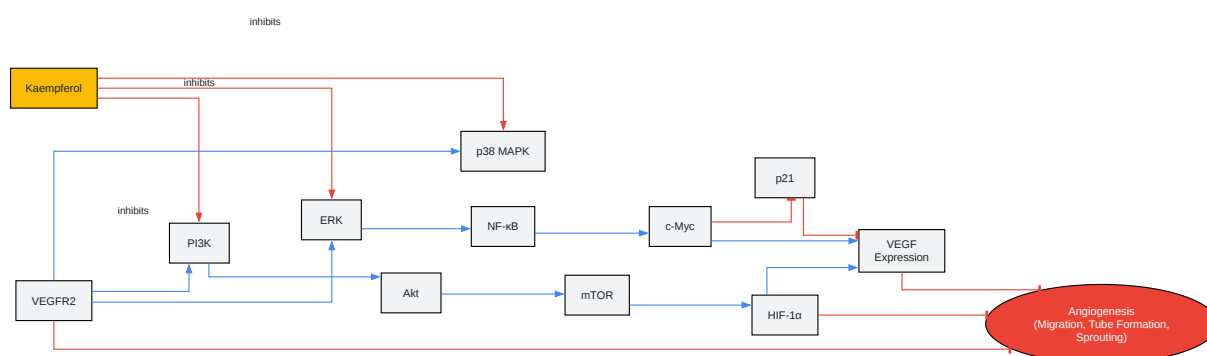 inhibits
Kaempferol
inhibits
p38 MAPK
p21
inhibits
ERK
NF-κB
c-Myc
PI3K
VEGF
Expression
VEGFR2
Akt
mTOR
HIF-1α
Angiogenesis
(Migration, Tube Formation,
Sprouting)